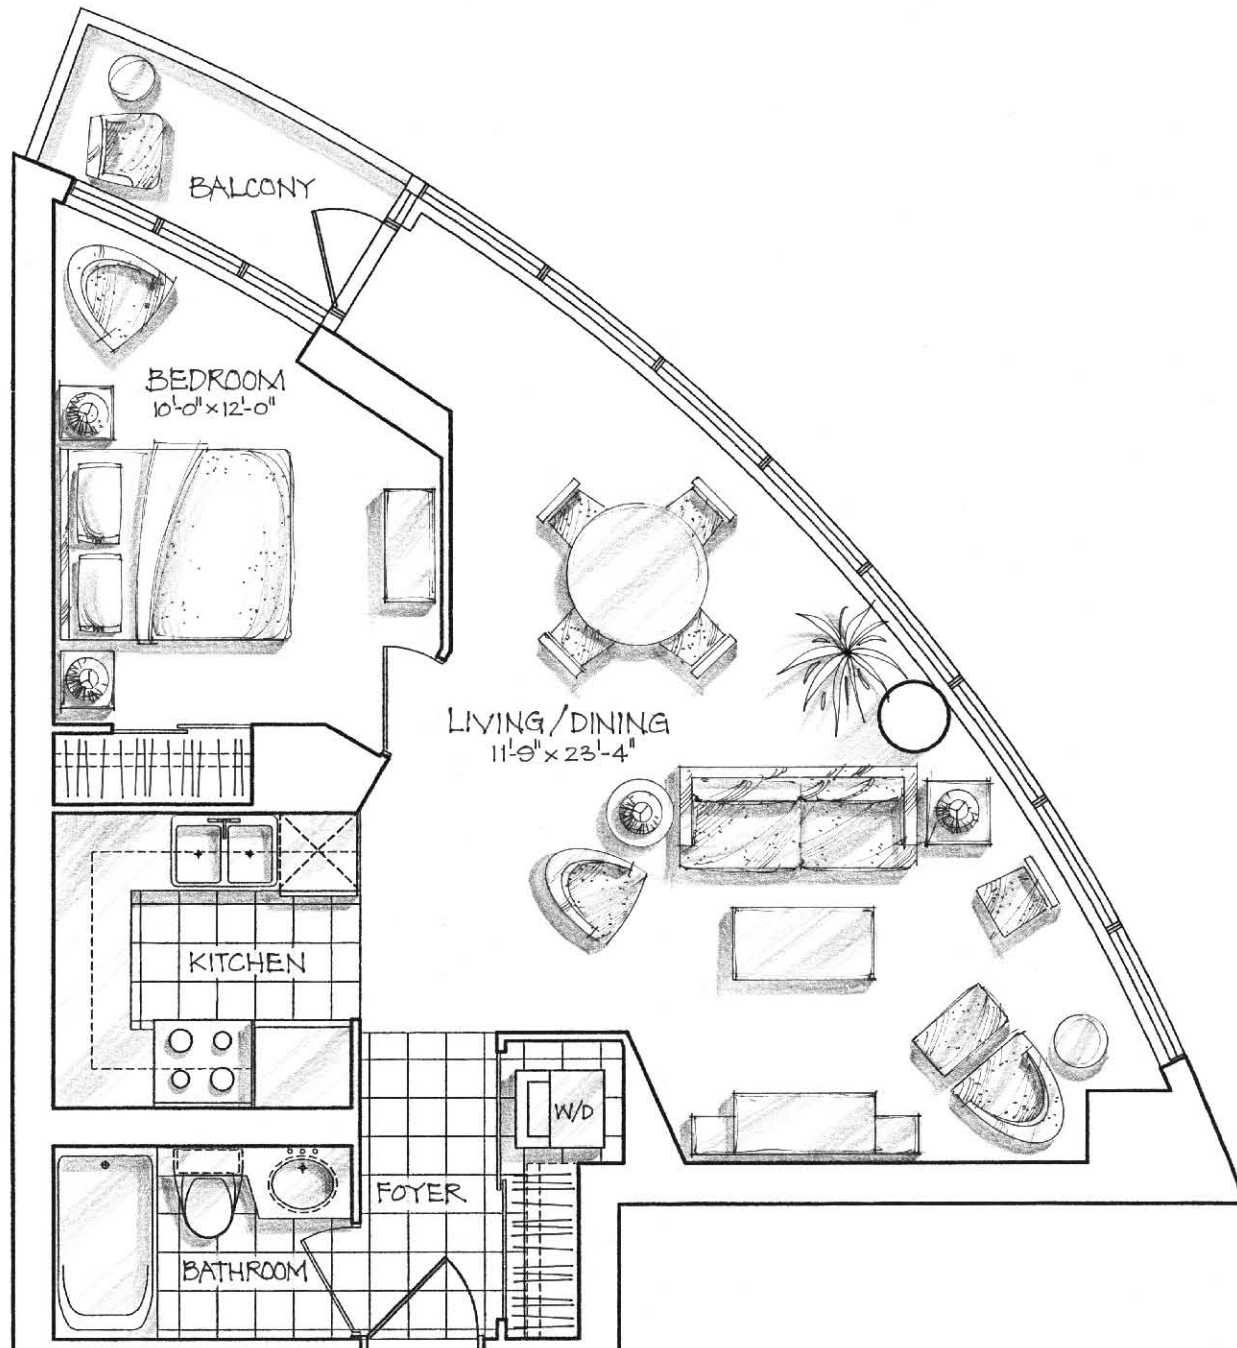 BALCONY
BEDROOM
10'-0" x 12'-0"
LIVING/DINING
11'-9" x 23'-4"
KITCHEN
W/D
FOYER
BATHROOM